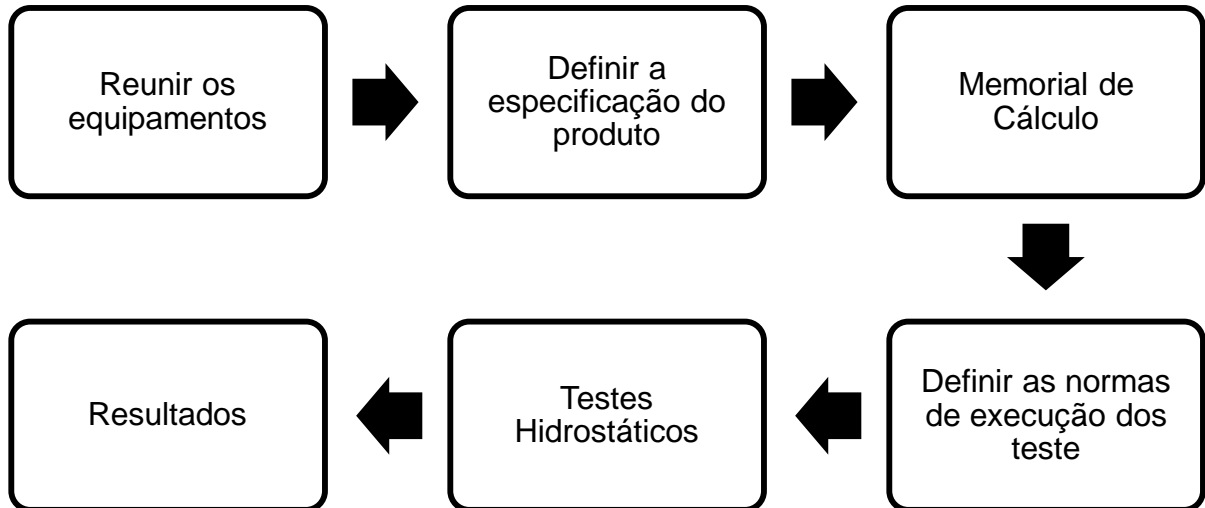 Reunir os
equipamentos
Definir a
especificação do
produto
Memorial de
Cálculo
Definir as normas
de execução dos
teste
Testes
Hidrostáticos
Resultados